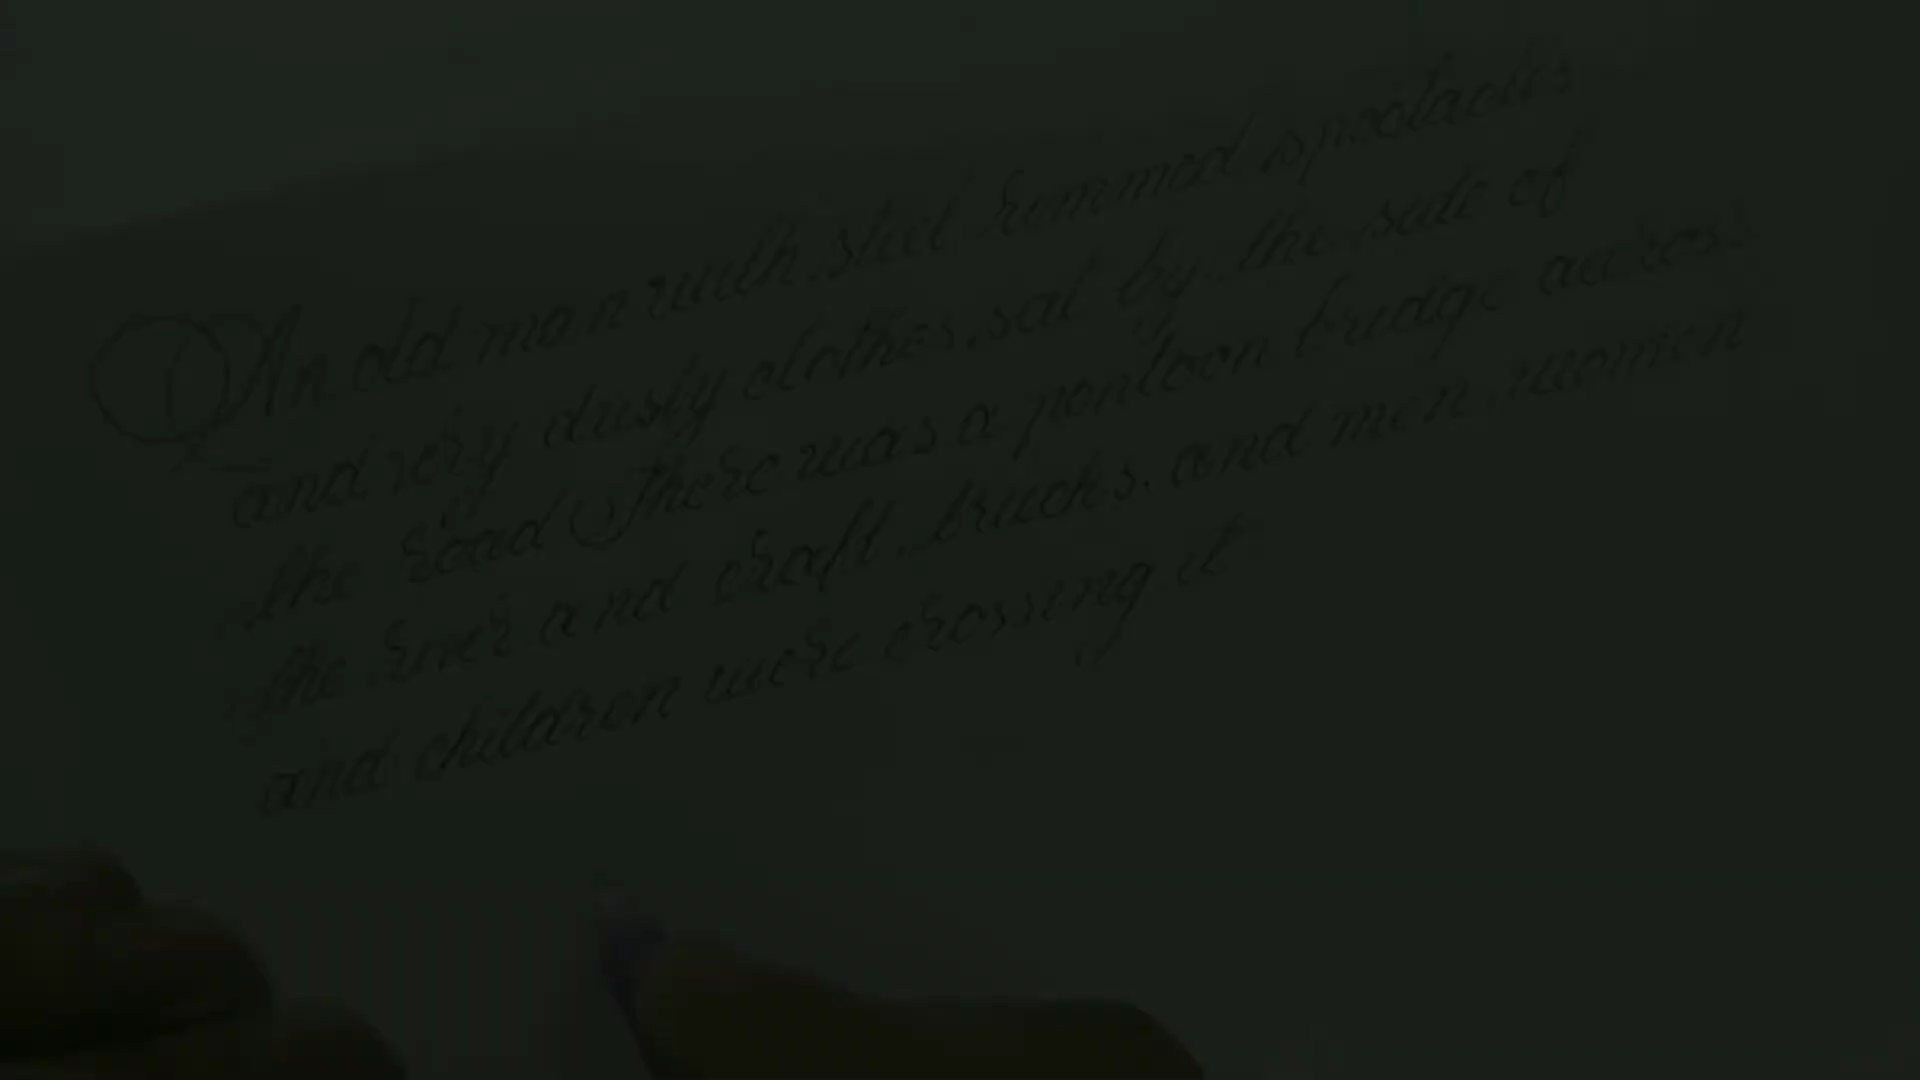 An old man with steel rimmed spectacles
and very dusty clothes, sat by the side of
the road There was a pontoon bridge across
the river and craft, trucks, and men, women
and children were crossing it